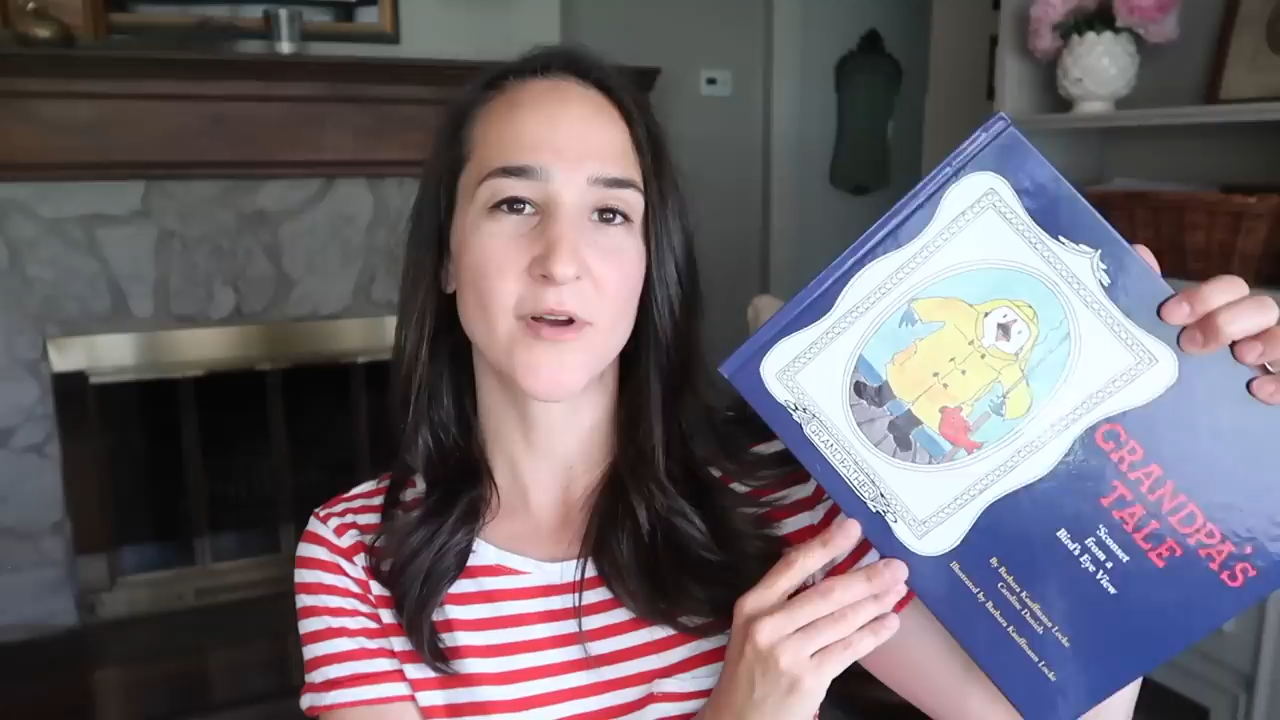 GRANDFATHER
GRANDPA'S
TALE
'Sconset
from a
Bird's Eye View
By Barbara Kauffmann Locke
Caroline Daniels
Illustrated by Barbara Kauffmann Locke